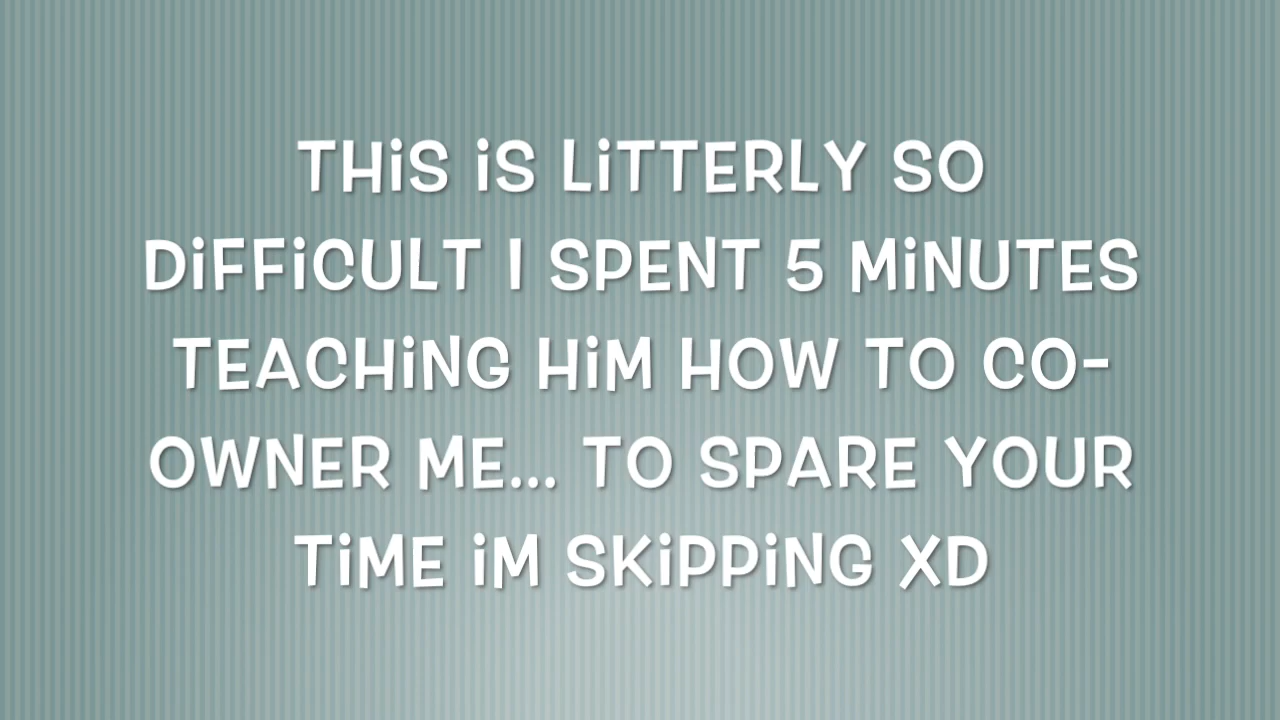 THiS iS LiTTERLY SO
DiFFiCULT I SPENT 5 MiNUTES
TEACHiNG HiM HOW TO CO-
OWNER ME... TO SPARE YOUR
TiME iM SKiPPiNG XD